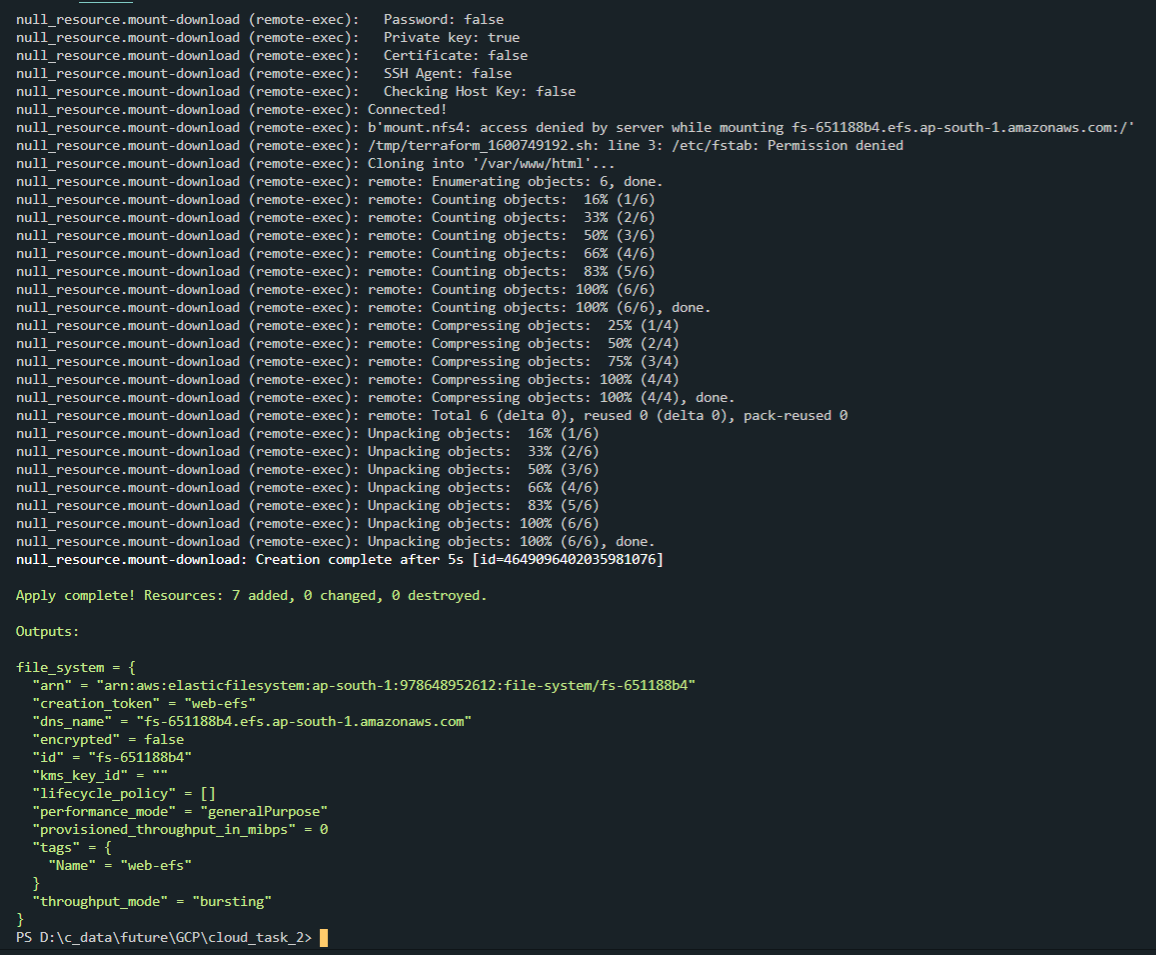 null_resource.mount-download (remote-exec):   Password: false
null_resource.mount-download (remote-exec):   Private key: true
null_resource.mount-download (remote-exec):   Certificate: false
null_resource.mount-download (remote-exec):   SSH Agent: false
null_resource.mount-download (remote-exec):   Checking Host Key: false
null_resource.mount-download (remote-exec): Connected!
null_resource.mount-download (remote-exec): b'mount.nfs4: access denied by server while mounting fs-651188b4.efs.ap-south-1.amazonaws.com:/'
null_resource.mount-download (remote-exec): /tmp/terraform_1600749192.sh: line 3: /etc/fstab: Permission denied
null_resource.mount-download (remote-exec): Cloning into '/var/www/html'...
null_resource.mount-download (remote-exec): remote: Enumerating objects: 6, done.
null_resource.mount-download (remote-exec): remote: Counting objects:  16% (1/6)
null_resource.mount-download (remote-exec): remote: Counting objects:  33% (2/6)
null_resource.mount-download (remote-exec): remote: Counting objects:  50% (3/6)
null_resource.mount-download (remote-exec): remote: Counting objects:  66% (4/6)
null_resource.mount-download (remote-exec): remote: Counting objects:  83% (5/6)
null_resource.mount-download (remote-exec): remote: Counting objects: 100% (6/6)
null_resource.mount-download (remote-exec): remote: Counting objects: 100% (6/6), done.
null_resource.mount-download (remote-exec): remote: Compressing objects:  25% (1/4)
null_resource.mount-download (remote-exec): remote: Compressing objects:  50% (2/4)
null_resource.mount-download (remote-exec): remote: Compressing objects:  75% (3/4)
null_resource.mount-download (remote-exec): remote: Compressing objects: 100% (4/4)
null_resource.mount-download (remote-exec): remote: Compressing objects: 100% (4/4), done.
null_resource.mount-download (remote-exec): remote: Total 6 (delta 0), reused 0 (delta 0), pack-reused 0
null_resource.mount-download (remote-exec): Unpacking objects:  16% (1/6)
null_resource.mount-download (remote-exec): Unpacking objects:  33% (2/6)
null_resource.mount-download (remote-exec): Unpacking objects:  50% (3/6)
null_resource.mount-download (remote-exec): Unpacking objects:  66% (4/6)
null_resource.mount-download (remote-exec): Unpacking objects:  83% (5/6)
null_resource.mount-download (remote-exec): Unpacking objects: 100% (6/6)
null_resource.mount-download (remote-exec): Unpacking objects: 100% (6/6), done.
null_resource.mount-download: Creation complete after 5s [id=4649096402035981076]
Apply complete! Resources: 7 added, 0 changed, 0 destroyed.
Outputs:
file_system = {
  "arn" = "arn:aws:elasticfilesystem:ap-south-1:978648952612:file-system/fs-651188b4"
  "creation_token" = "web-efs"
  "dns_name" = "fs-651188b4.efs.ap-south-1.amazonaws.com"
  "encrypted" = false
  "id" = "fs-651188b4"
  "kms_key_id" = ""
  "lifecycle_policy" = []
  "performance_mode" = "generalPurpose"
  "provisioned_throughput_in_mibps" = 0
  "tags" = {
    "Name" = "web-efs"
  }
  "throughput_mode" = "bursting"
}
PS D:\c_data\future\GCP\cloud_task_2>